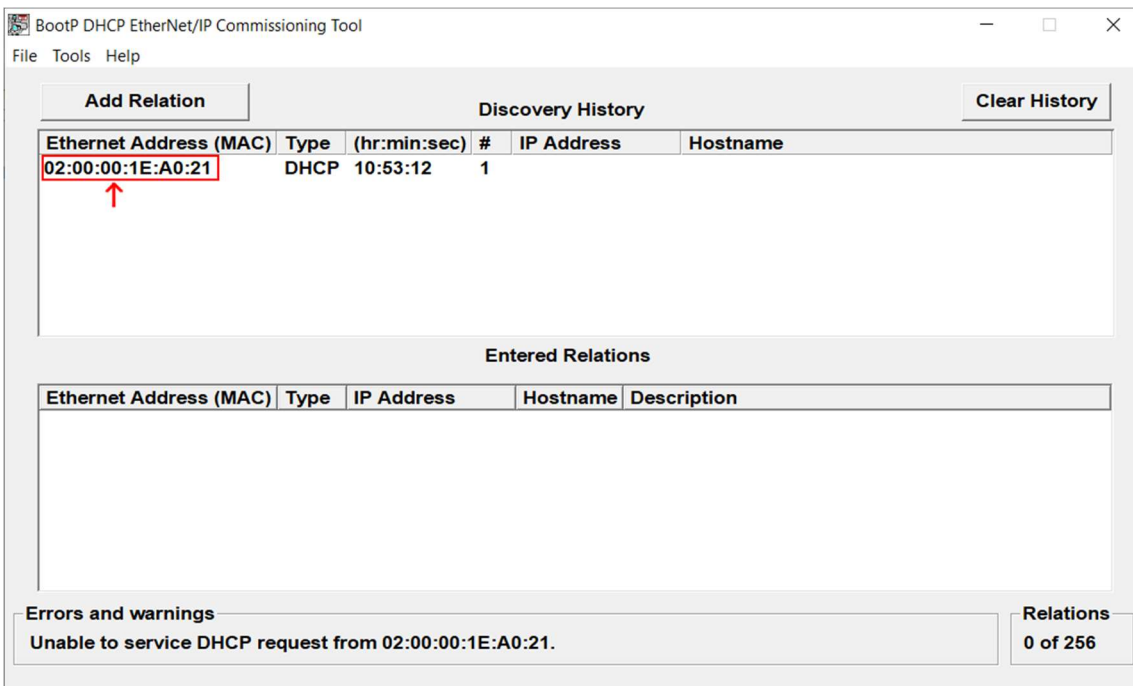 BootP DHCP EtherNet/IP Commissioning Tool
File Tools Help
Add Relation
Discovery History
Clear History
Ethernet Address (MAC) Type (hr:min:sec) # IP Address Hostname
02:00:00:1E:A0:21 DHCP 10:53:12 1
Entered Relations
Ethernet Address (MAC) Type IP Address Hostname Description
Errors and warnings
Unable to service DHCP request from 02:00:00:1E:A0:21.
Relations
0 of 256